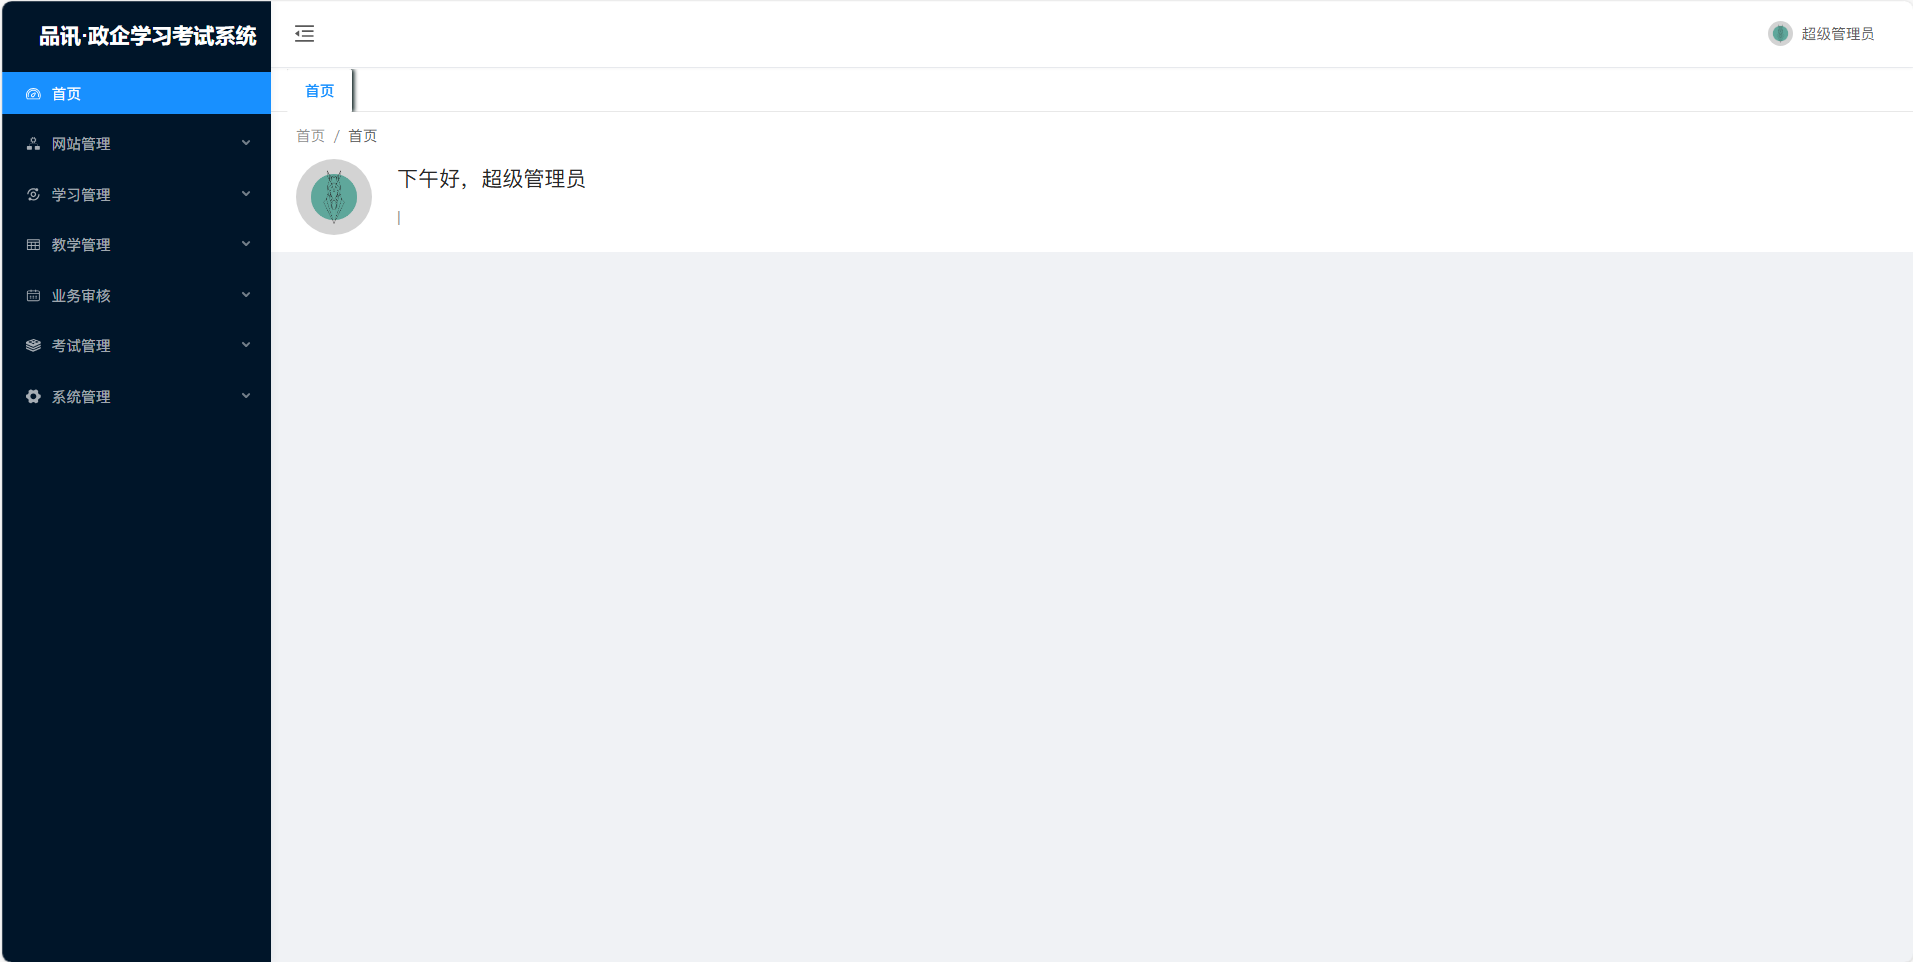 品讯·政企学习考试系统
超级管理员
首页
网站管理
学习管理
教学管理
业务审核
考试管理
系统管理
首页
首页 / 首页
下午好，超级管理员
|